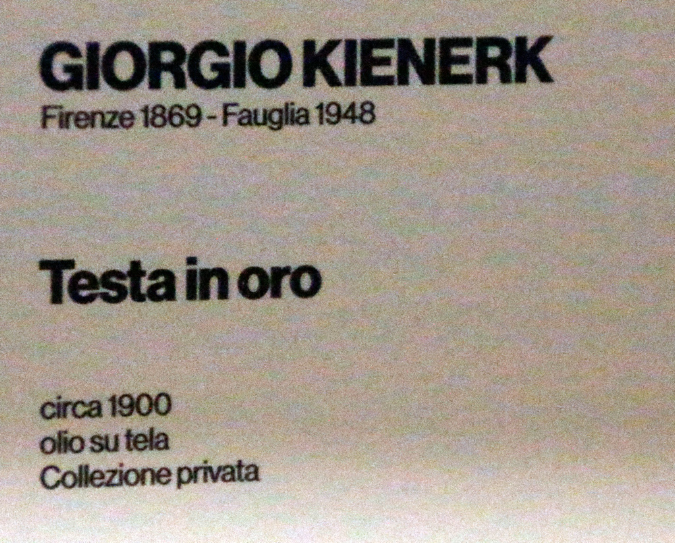 GIORGIO KIENERK
Firenze 1869 - Fauglia 1948
Testa in oro
circa 1900
olio su tela
Collezione privata